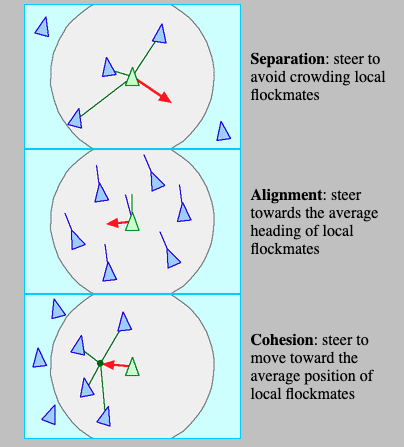 Separation: steer to
avoid crowding local
flockmates
Alignment: steer
towards the average
heading of local
flockmates
Cohesion: steer to
move toward the
average position of
local flockmates